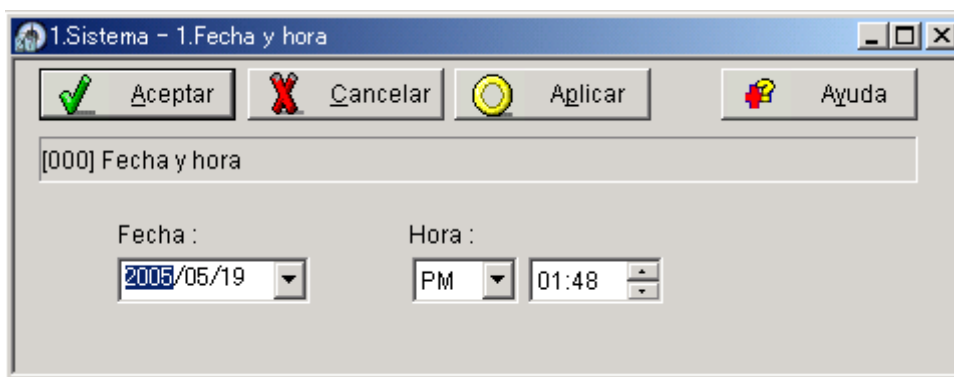 1.Sistema - 1.Fecha y hora
Aceptar Cancelar Aplicar Ayuda
[000] Fecha y hora
Fecha : Hora :
2005/05/19 PM 01:48